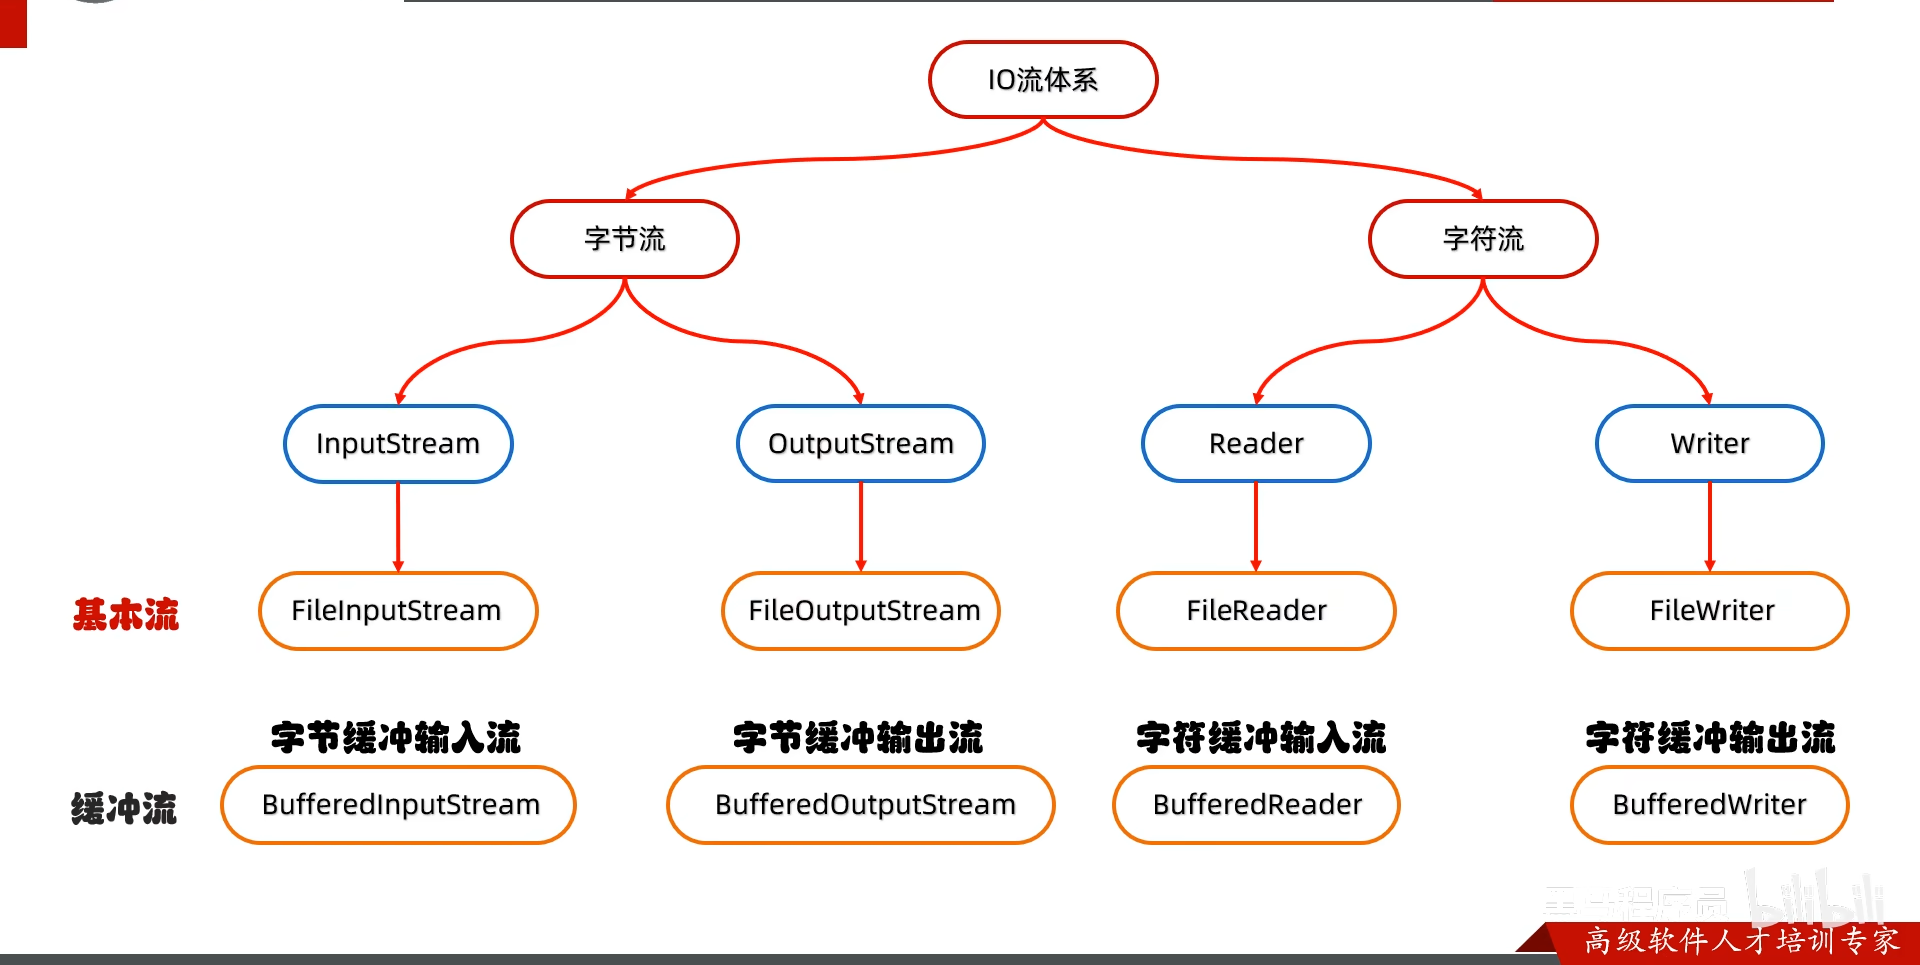 IO流体系
字节流
字符流
InputStream
OutputStream
Reader
Writer
基本流
FileInputStream
FileOutputStream
FileReader
FileWriter
字节缓冲输入流
字节缓冲输出流
字符缓冲输入流
字符缓冲输出流
缓冲流
BufferedInputStream
BufferedOutputStream
BufferedReader
BufferedWriter
程序员
bilibili
高级软件人才培训专家